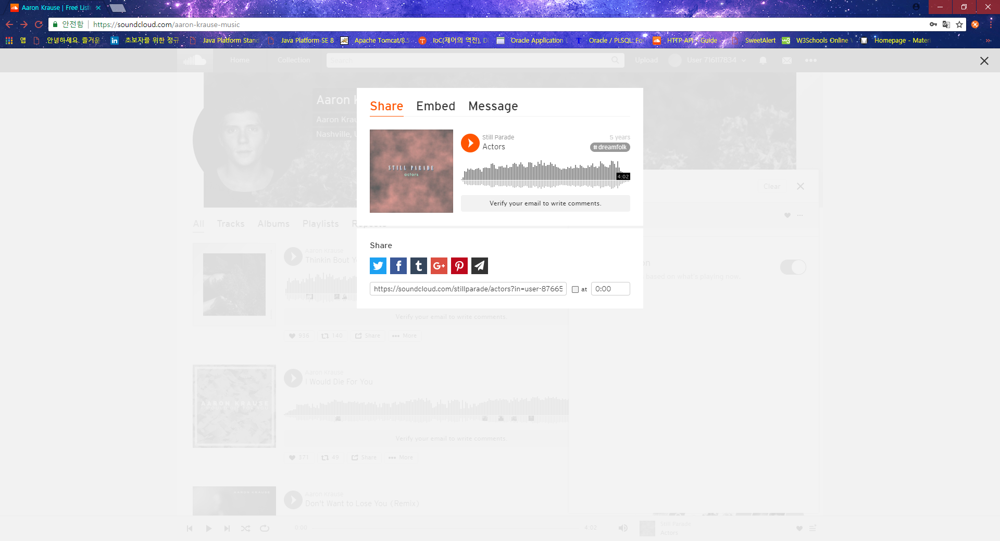 Aaron Krause | Free List
안전함 https://soundcloud.com/aaron-krause-music
앱 안녕하세요. 즐거운 초보자를 위한 정규 Java Platform Stand Java Platform SE 8 Apache Tomcat/8.5 IoC(제어의 역전), D Oracle Application Oracle / PLSQL: Fo HTTP API - Guide SweetAlert W3Schools Online Homepage - Materi
Home Collection Search Upload User 716117834
Aaron K
Aaron Krau
Nashville, U
Share Embed Message
Still Parade 5 years
Actors # dreamfolk
STILL PARADE
actors
4:02
Verify your email to write comments.
Clear
All Tracks Albums Playlists Reposts
Share
https://soundcloud.com/stillparade/actors?in=user-87665 at 0:00
on
based on what's playing now.
Aaron Krause
Thinkin Bout Y
Verify your email to write comments.
936 140 Share More
Aaron Krause
I Would Die For You
AARON KRAUSE
Verify your email to write comments.
371 49 Share More
AARON KRAUSE
Aaron Krause
Don't Want to Lose You (Remix)
0:00 4:02
Still Parade
Actors